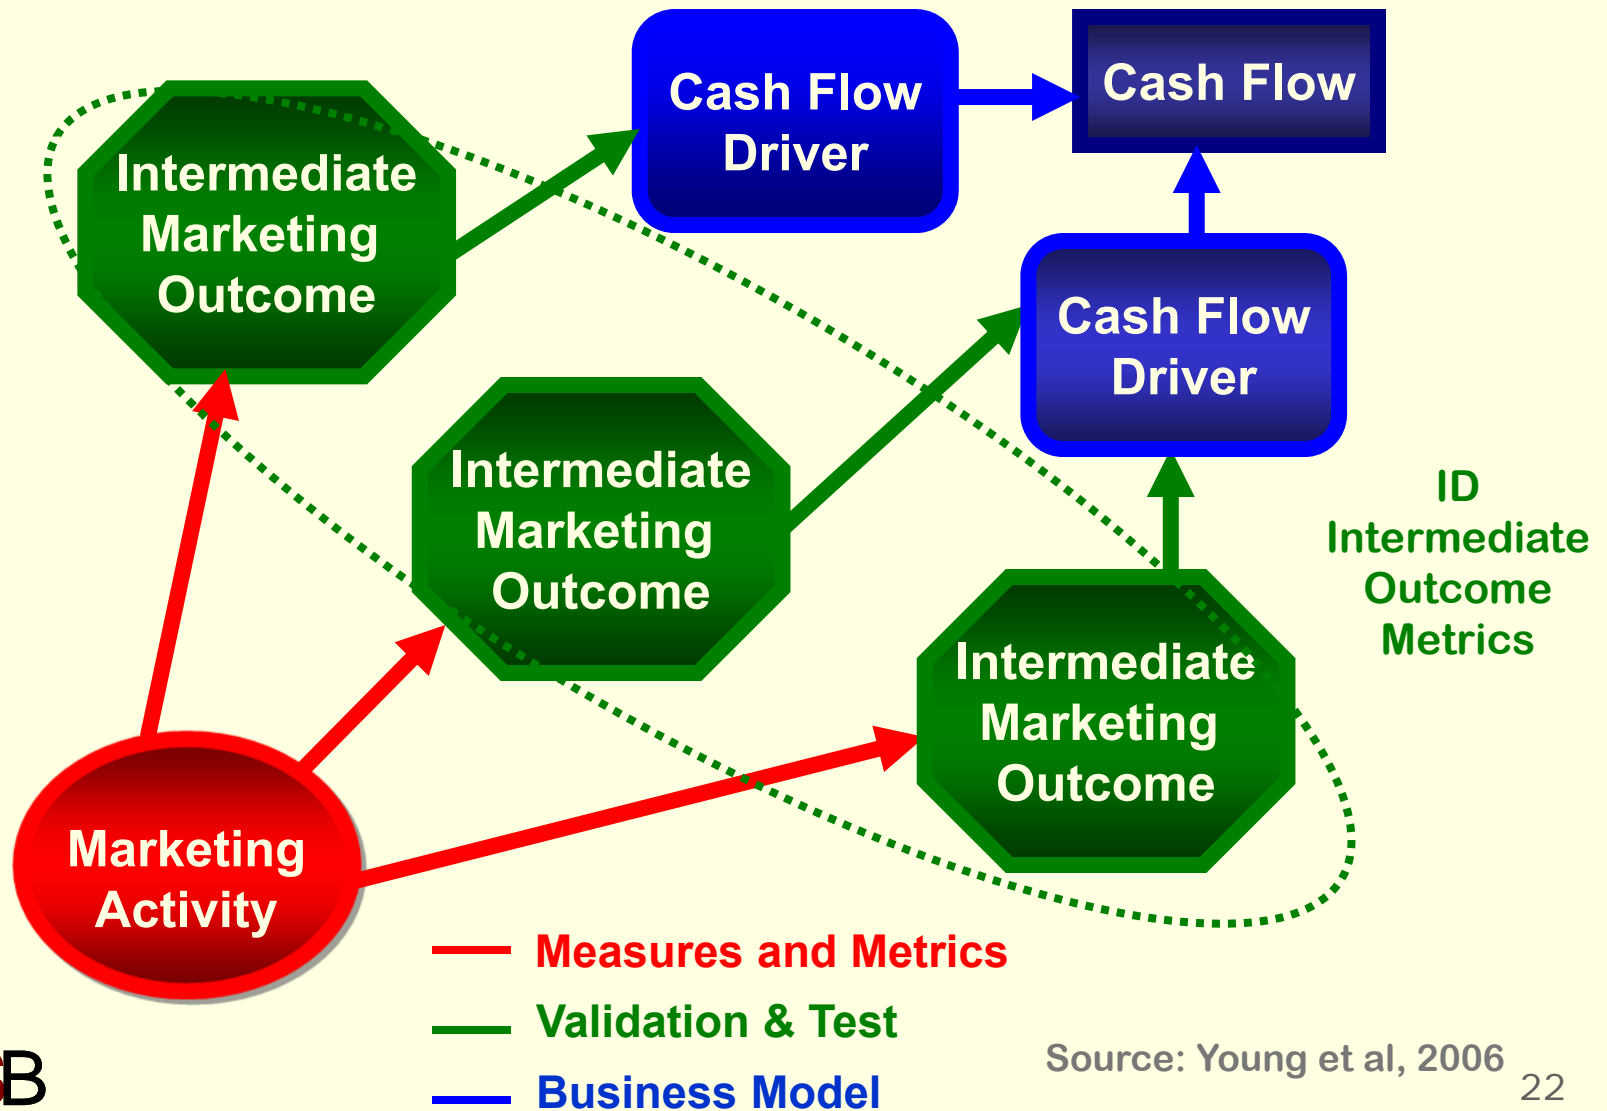 Cash Flow
Driver
Cash Flow
Intermediate
Marketing
Outcome
Cash Flow
Driver
Intermediate
Marketing
Outcome
ID
Intermediate
Outcome
Metrics
Intermediate
Marketing
Outcome
Marketing
Activity
Measures and Metrics
Validation & Test
Business Model
Source: Young et al, 2006
22
B